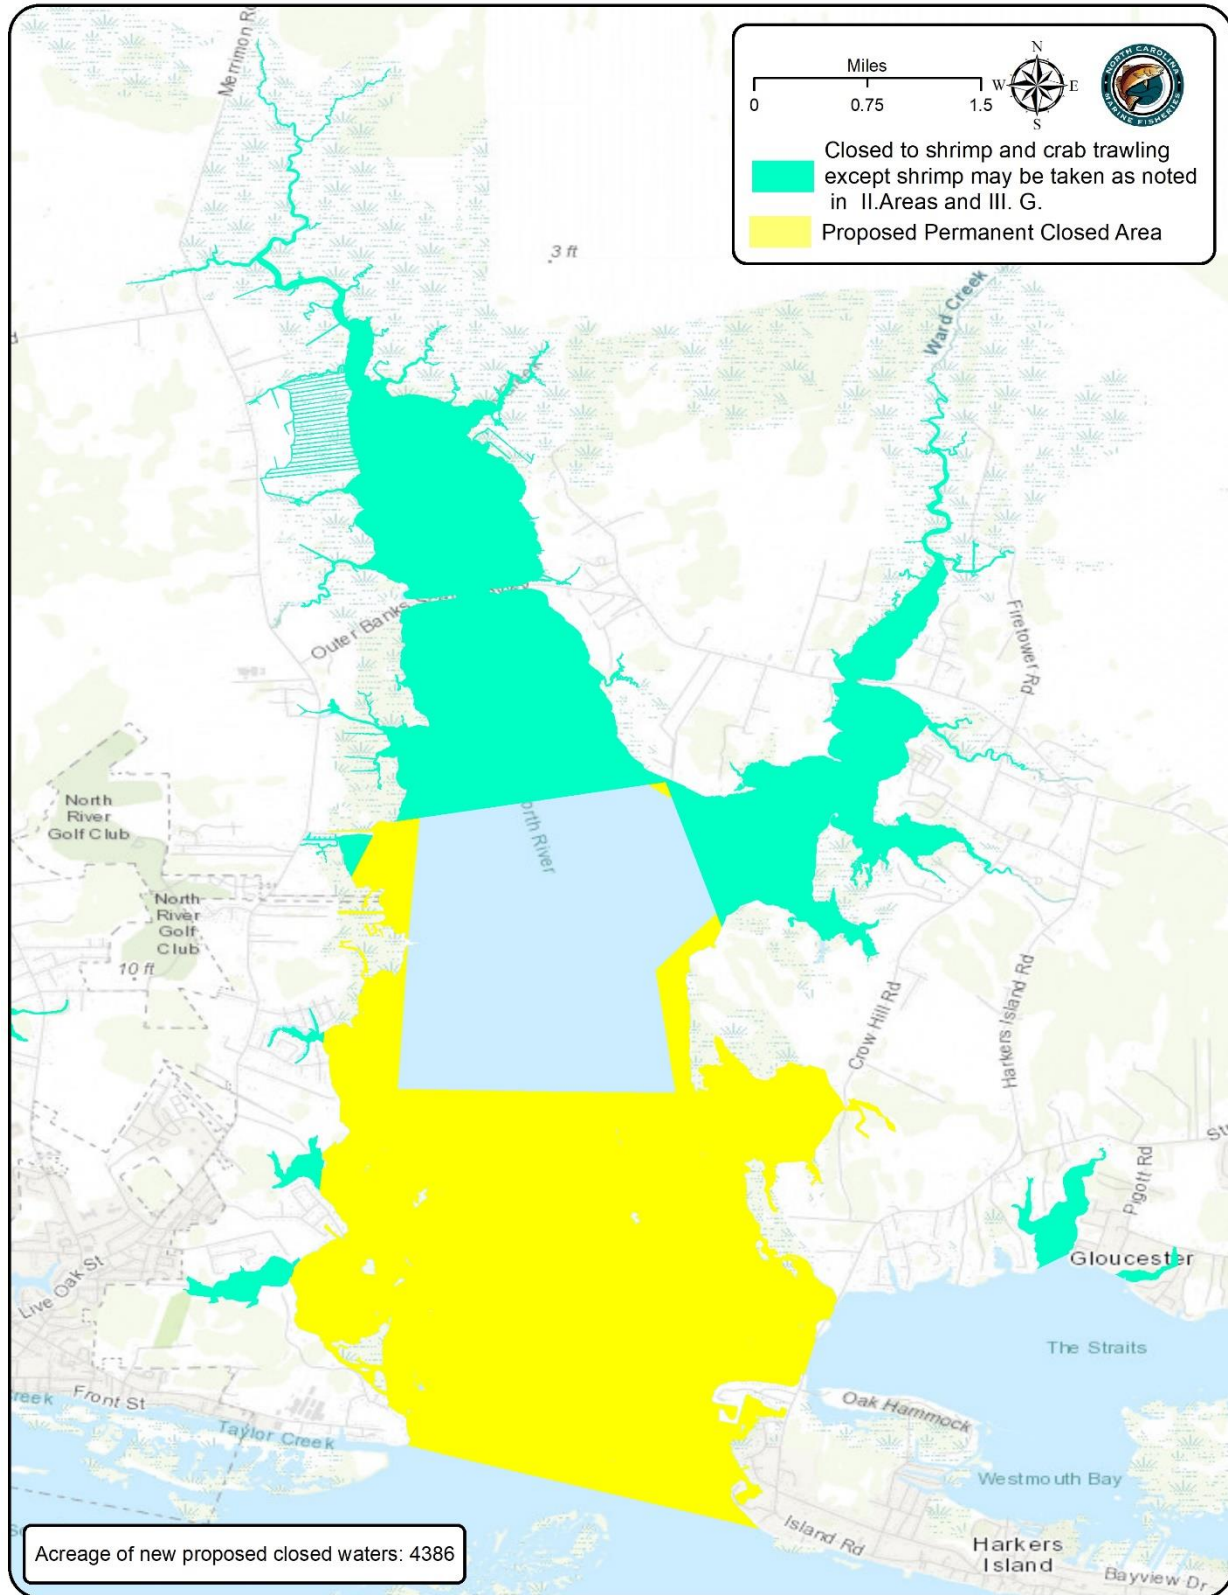 Merrimon Rd
Miles
0 0.75 1.5
N
W E
S
NORTH CAROLINA
MARINE FISHERIES
Closed to shrimp and crab trawling
except shrimp may be taken as noted
in II.Areas and III. G.
Proposed Permanent Closed Area
3 ft
Ward Creek
Outer Banks
Firetower Rd
North
River
Golf Club
orth River
North
River
Golf
Club
10 ft
Crow Hill Rd
Harkers Island Rd
Pigott Rd
Gloucester
Live Oak St
The Straits
Front St
reek
Taylor Creek
Oak Hammock
Westmouth Bay
Island Rd
Harkers
Island
Bayview Dr
Acreage of new proposed closed waters: 4386